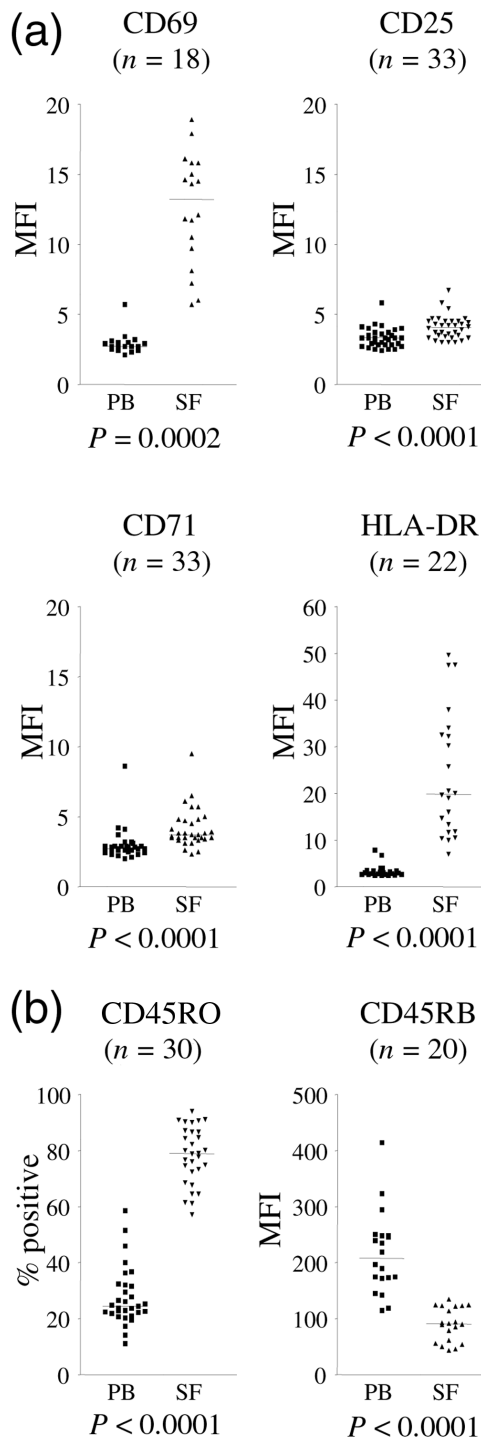 (a)
CD69 CD25
(n = 18) (n = 33)
20 20
15 15
MFI MFI
10 10
5 5
0 0
PB SF PB SF
P = 0.0002 P < 0.0001
CD71 HLA-DR
(n = 33) (n = 22)
20 60
50
15
40
MFI MFI
10 30
20
5
10
0 0
PB SF PB SF
P < 0.0001 P < 0.0001
(b)
CD45RO CD45RB
(n = 30) (n = 20)
100 500
80 400
% positive MFI
60 300
40 200
20 100
0 0
PB SF PB SF
P < 0.0001 P < 0.0001